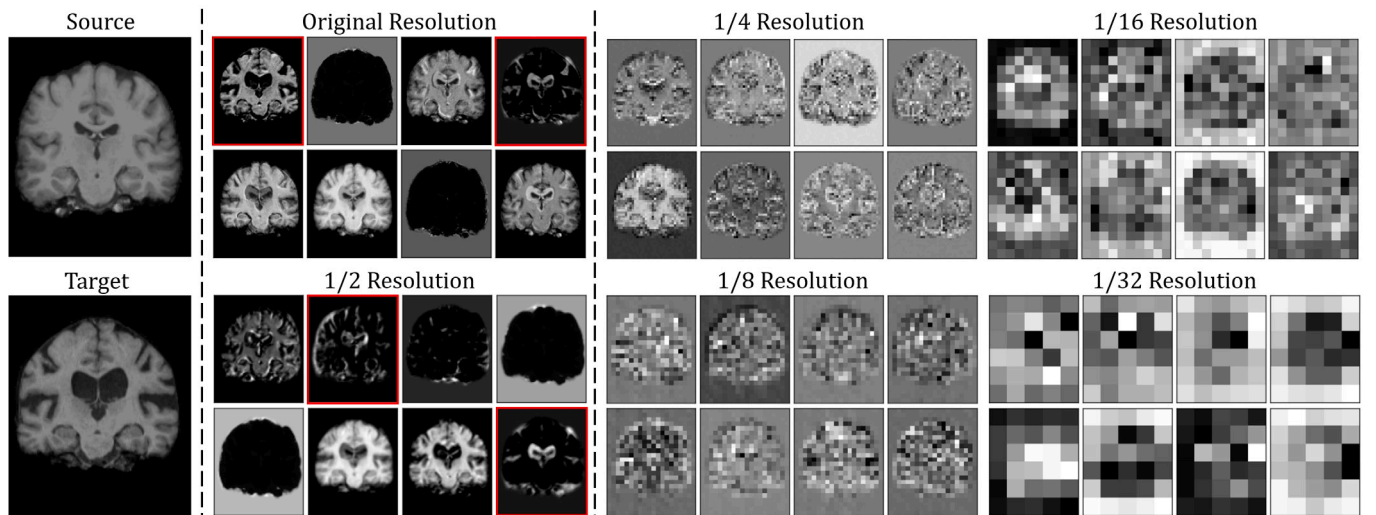 Source
Original Resolution
1/4 Resolution
1/16 Resolution
Target
1/2 Resolution
1/8 Resolution
1/32 Resolution